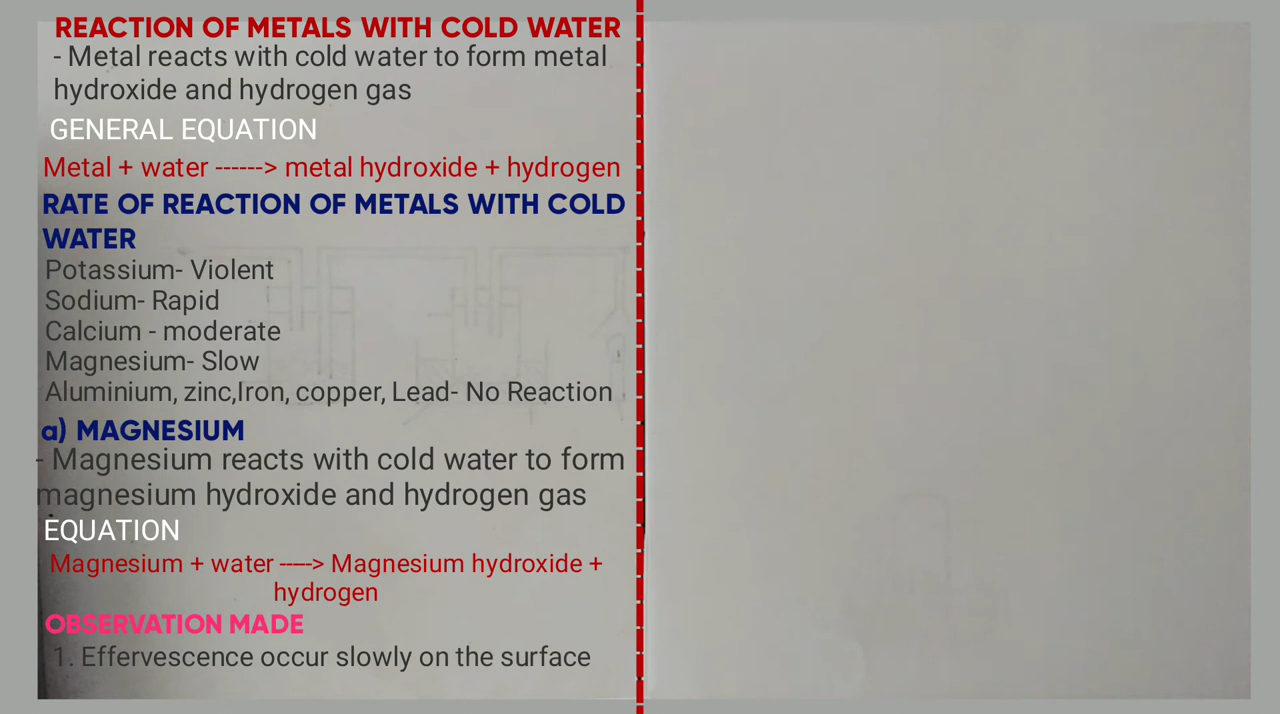 REACTION OF METALS WITH COLD WATER
- Metal reacts with cold water to form metal
hydroxide and hydrogen gas
GENERAL EQUATION
Metal + water ------> metal hydroxide + hydrogen
RATE OF REACTION OF METALS WITH COLD
WATER
Potassium- Violent
Sodium- Rapid
Calcium - moderate
Magnesium- Slow
Aluminium, zinc,Iron, copper, Lead- No Reaction
a) MAGNESIUM
- Magnesium reacts with cold water to form
magnesium hydroxide and hydrogen gas
EQUATION
Magnesium + water ----> Magnesium hydroxide +
hydrogen
OBSERVATION MADE
1. Effervescence occur slowly on the surface